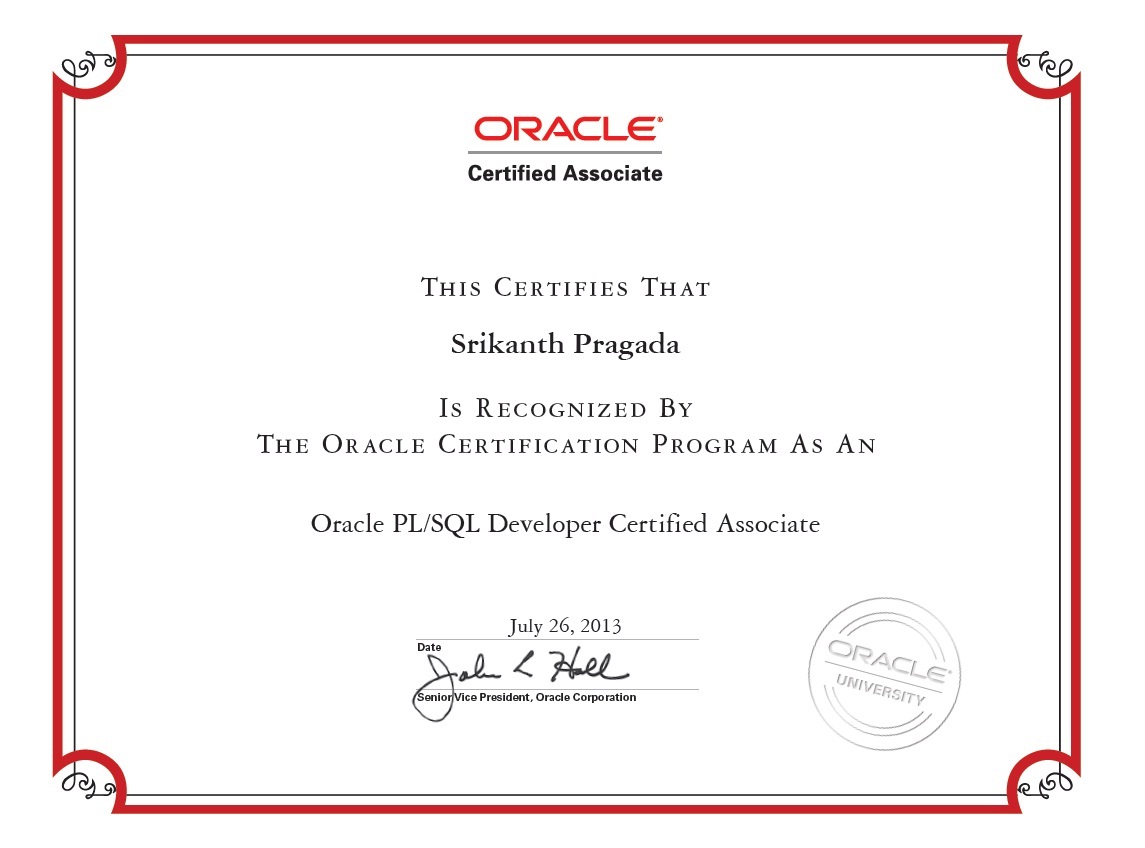 ORACLE®
Certified Associate
This Certifies That
Srikanth Pragada
Is Recognized By
The Oracle Certification Program As An
Oracle PL/SQL Developer Certified Associate
July 26, 2013
Date
John L Hall
Senior Vice President, Oracle Corporation
ORACLE®
UNIVERSITY